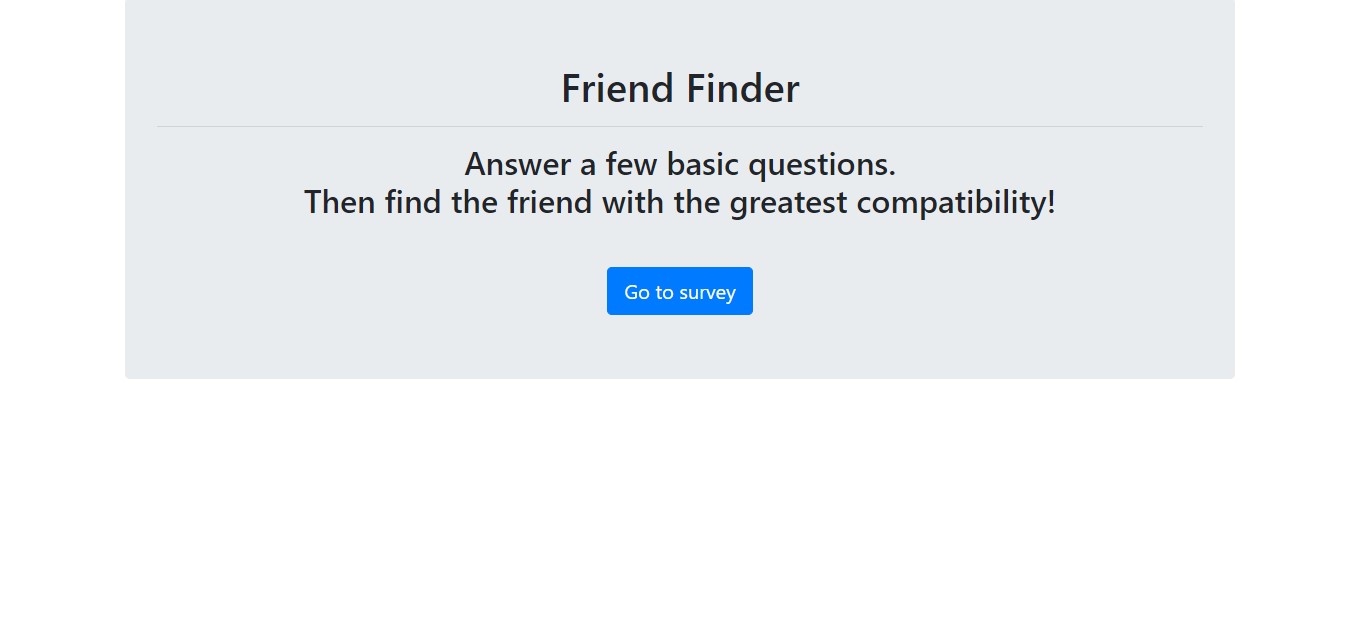 Friend Finder
Answer a few basic questions.
Then find the friend with the greatest compatibility!
Go to survey